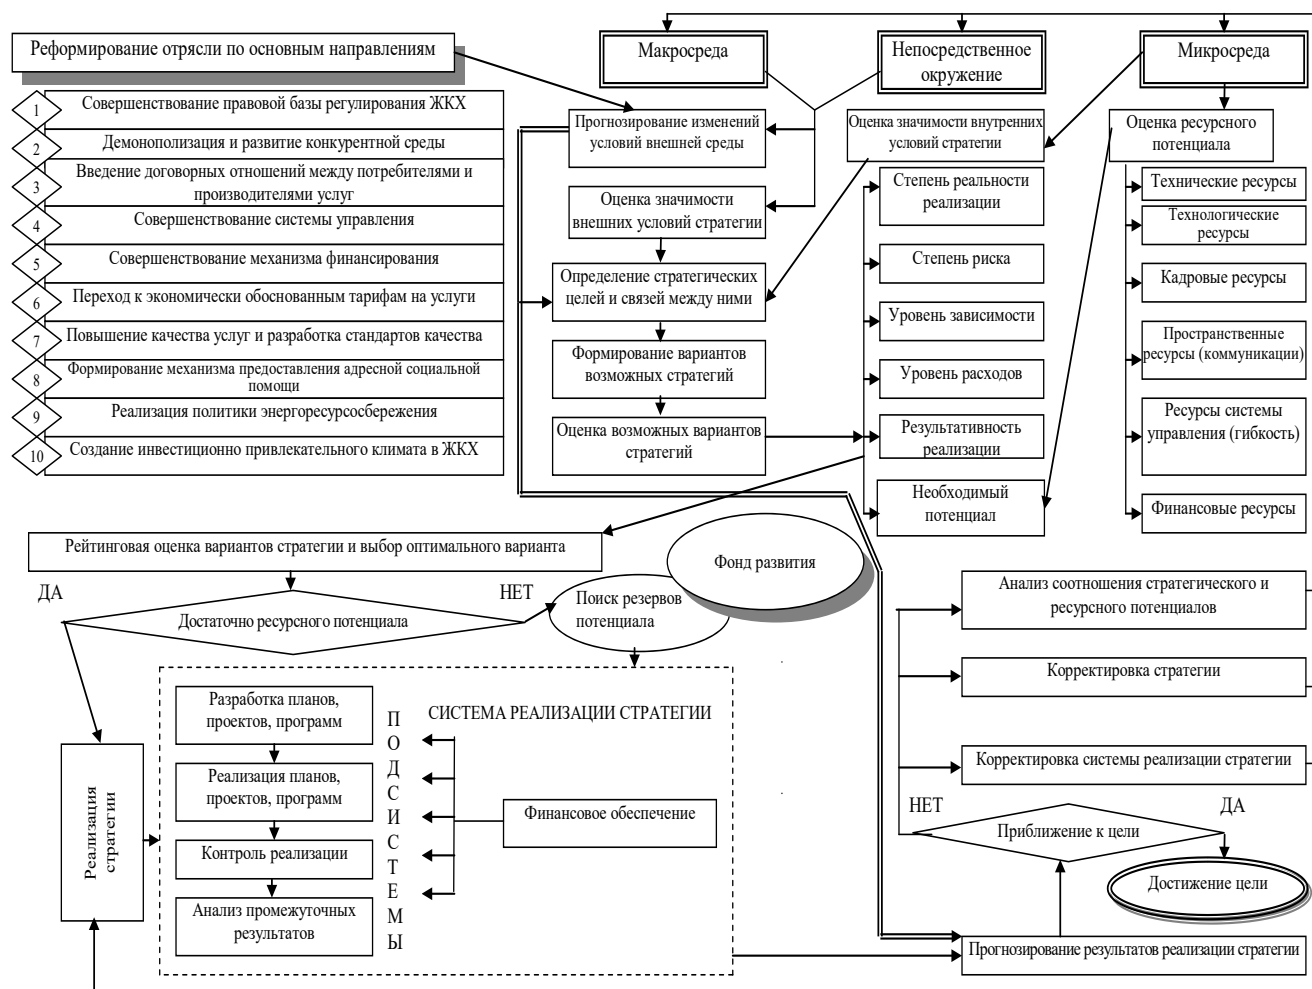 Реформирование отрясли по основным направлениям
1
Совершенствование правовой базы регулирования ЖКХ
2
Демонополизация и развитие конкурентной среды
3
Введение договорных отношений между потребителями и
производителями услуг
4
Совершенствование системы управления
5
Совершенствование механизма финансирования
6
Переход к экономически обоснованным тарифам на услуги
7
Повышение качества услуг и разработка стандартов качества
8
Формирование механизма предоставления адресной социальной
помощи
9
Реализация политики энергоресурсосбережения
10
Создание инвестиционно привлекательного климата в ЖКХ
Макросреда
Непосредственное
окружение
Микросреда
Прогнозирование изменений
условий внешней среды
Оценка значимости
внешних условий стратегии
Определение стратегических
целей и связей между ними
Формирование вариантов
возможных стратегий
Оценка возможных вариантов
стратегий
Оценка значимости внутренних
условий стратегии
Степень реальности
реализации
Степень риска
Уровень зависимости
Уровень расходов
Результативность
реализации
Необходимый
потенциал
Оценка ресурсного
потенциала
Технические ресурсы
Технологические
ресурсы
Кадровые ресурсы
Пространственные
ресурсы (коммуникации)
Ресурсы системы
управления (гибкость)
Финансовые ресурсы
Рейтинговая оценка вариантов стратегии и выбор оптимального варианта
ДА
НЕТ
Достаточно ресурсного потенциала
Поиск резервов
потенциала
Фонд развития
Реализация
стратегии
СИСТЕМА РЕАЛИЗАЦИИ СТРАТЕГИИ
Разработка планов,
проектов, программ
Реализация планов,
проектов, программ
Контроль реализации
Анализ промежуточных
результатов
П
О
Д
С
И
С
Т
Е
М
Ы
Финансовое обеспечение
Анализ соотношения стратегического и
ресурсного потенциалов
Корректировка стратегии
Корректировка системы реализации стратегии
НЕТ
ДА
Приближение к цели
Достижение цели
Прогнозирование результатов реализации стратегии